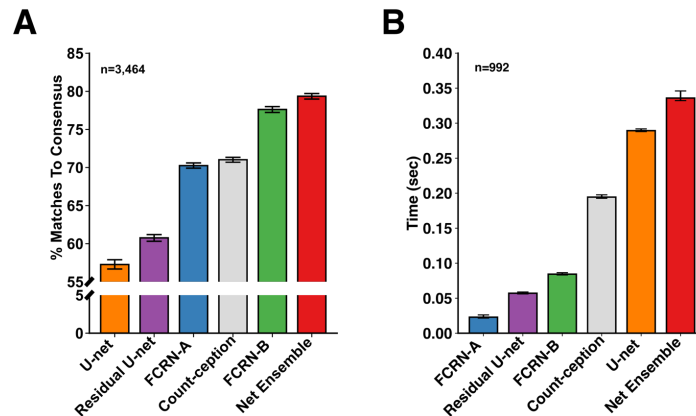 A
% Matches To Consensus
n=3,464
85
80
75
70
65
60
55
5
0
U-net
Residual U-net
FCRN-A
Count-ception
FCRN-B
Net Ensemble
B
Time (sec)
n=992
0.40
0.35
0.30
0.25
0.20
0.15
0.10
0.05
0.00
FCRN-A
Residual U-net
FCRN-B
Count-ception
U-net
Net Ensemble